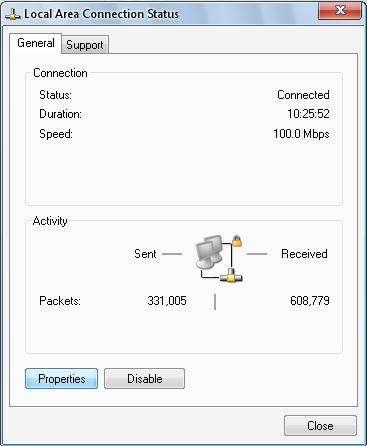 Local Area Connection Status
General Support
Connection
Status: Connected
Duration: 10:25:52
Speed: 100.0 Mbps
Activity
Sent Received
Packets: 331,005 608,779
Properties Disable
Close